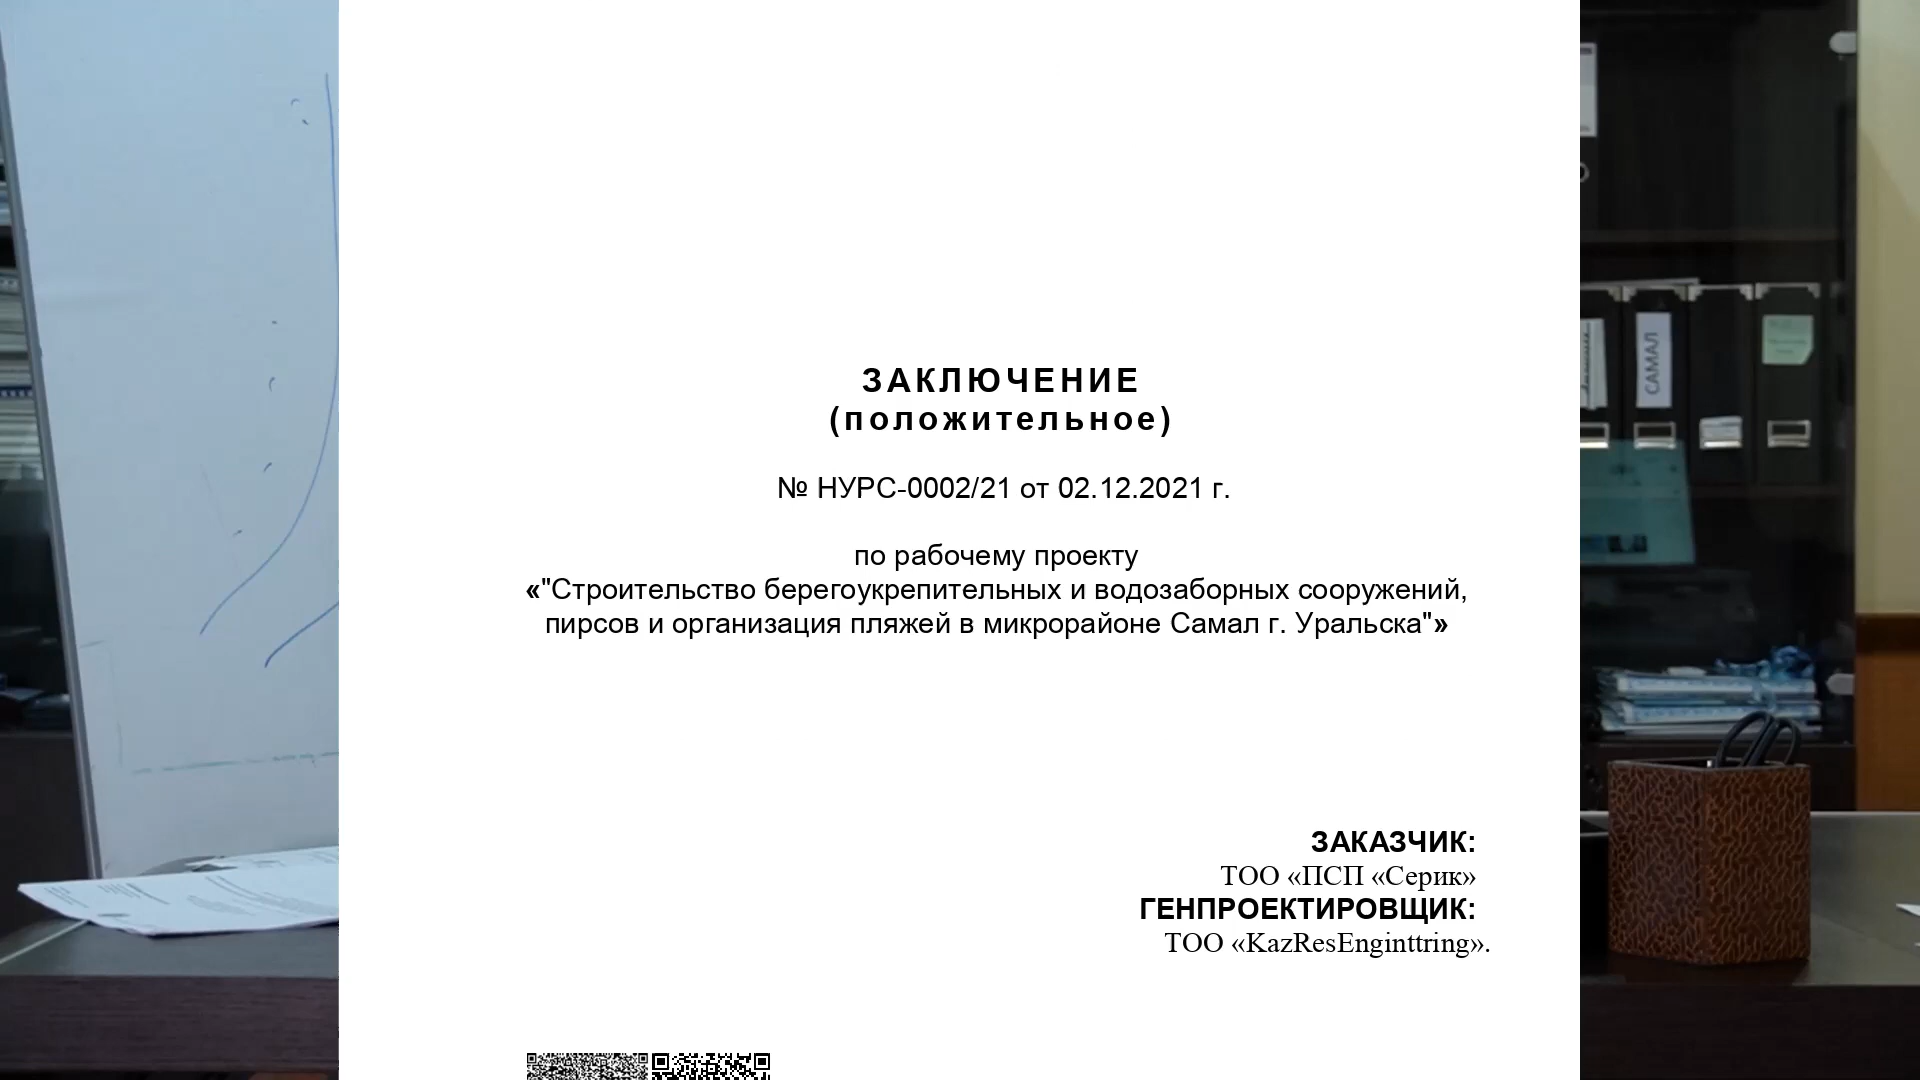 ЗАКЛЮЧЕНИЕ
(положительное)
№ НУРС-0002/21 от 02.12.2021 г.
по рабочему проекту
«"Строительство берегоукрепительных и водозаборных сооружений,
пирсов и организация пляжей в микрорайоне Самал г. Уральска"»
ЗАКАЗЧИК:
ТОО «ПСП «Серик»
ГЕНПРОЕКТИРОВЩИК:
ТОО «KazResEnginttring».
САМАЛ